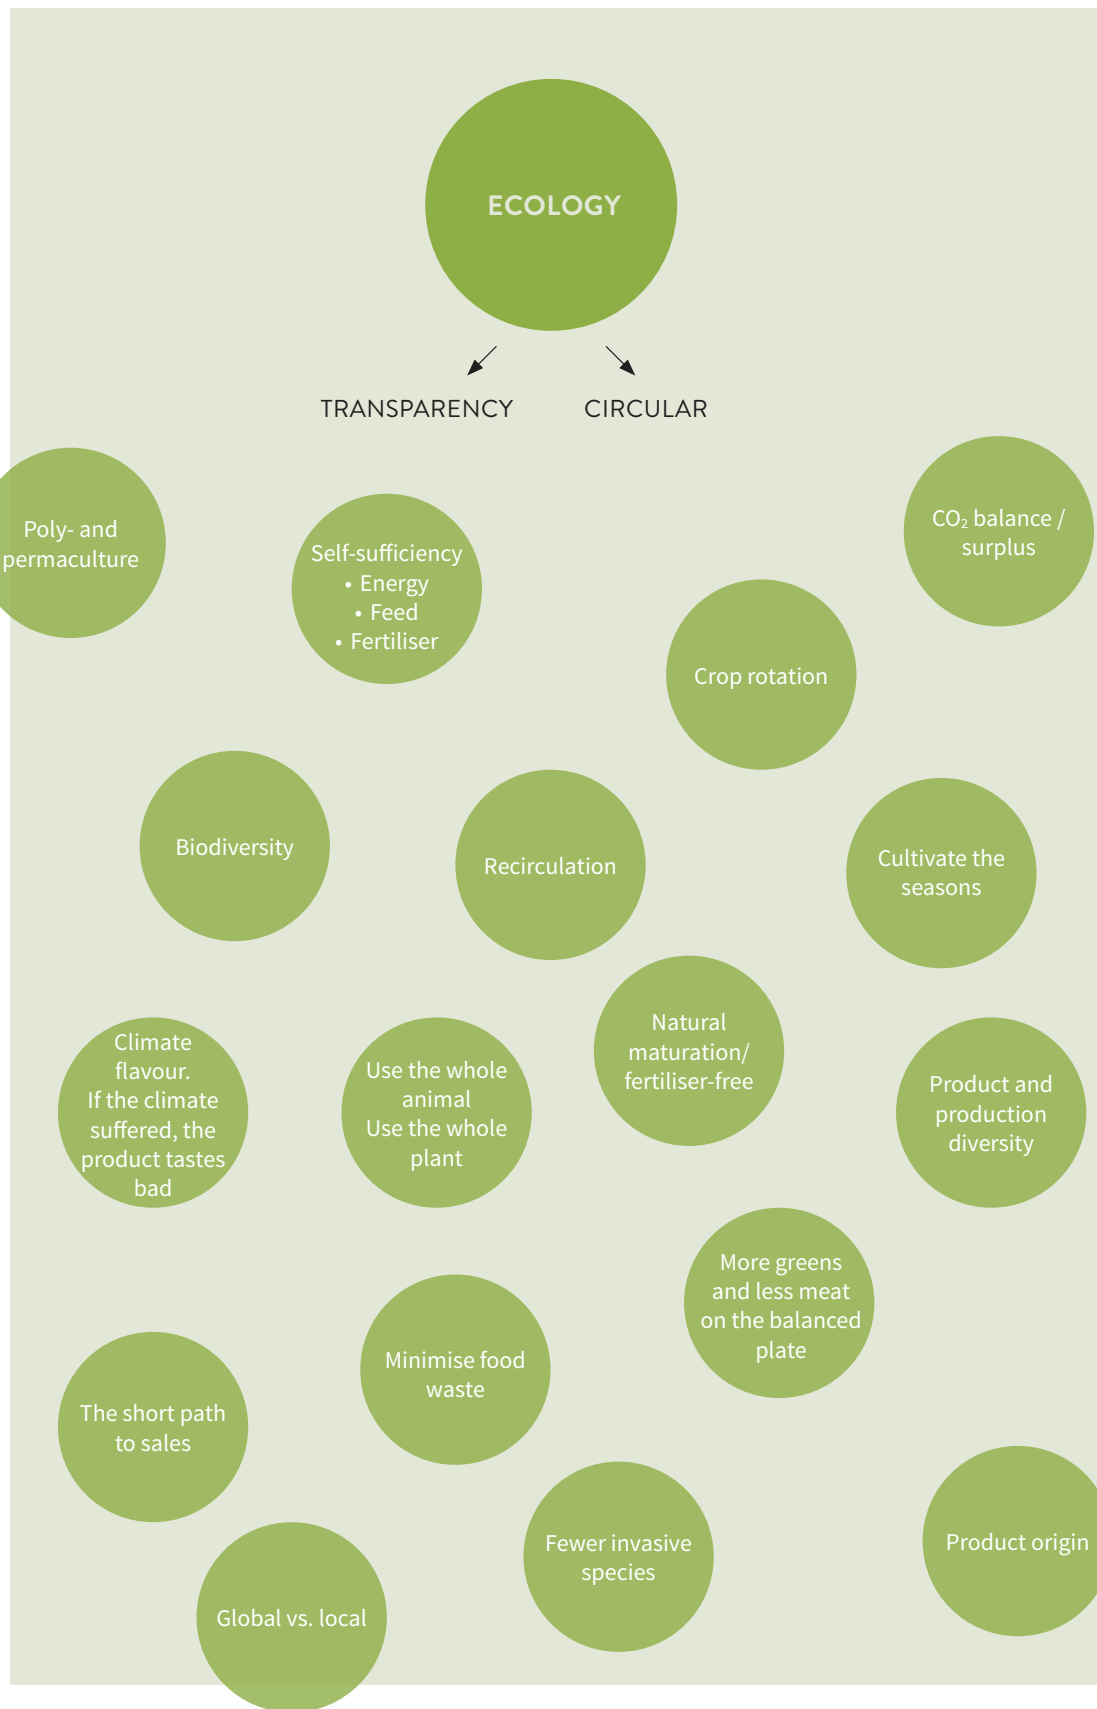 ECOLOGY
TRANSPARENCY
CIRCULAR
Poly- and
permaculture
Self-sufficiency
• Energy
• Feed
• Fertiliser
CO₂ balance /
surplus
Crop rotation
Biodiversity
Recirculation
Cultivate the
seasons
Natural
maturation/
fertiliser-free
Climate
flavour.
If the climate
suffered, the
product tastes
bad
Use the whole
animal
Use the whole
plant
Product and
production
diversity
More greens
and less meat
on the balanced
plate
Minimise food
waste
The short path
to sales
Fewer invasive
species
Product origin
Global vs. local